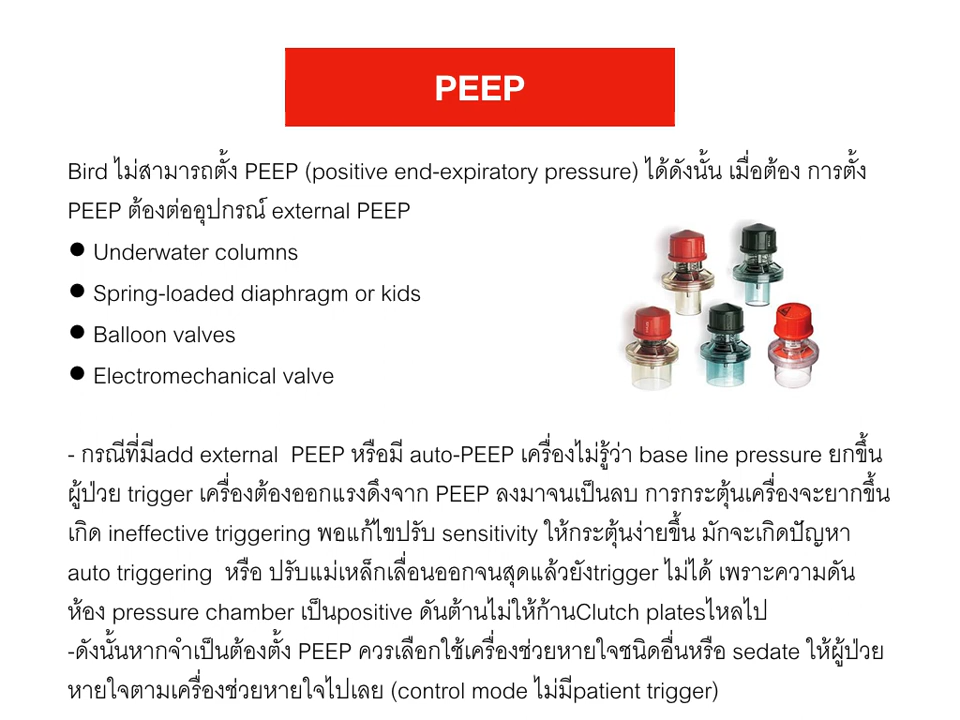 PEEP
Bird ไม่สามารถตั้ง PEEP (positive end-expiratory pressure) ได้ดังนั้น เมื่อต้อง การตั้ง
PEEP ต้องต่ออุปกรณ์ external PEEP
● Underwater columns
● Spring-loaded diaphragm or kids
● Balloon valves
● Electromechanical valve
- กรณีที่มีadd external PEEP หรือมี auto-PEEP เครื่องไม่รู้ว่า base line pressure ยกขึ้น
ผู้ป่วย trigger เครื่องต้องออกแรงดึงจาก PEEP ลงมาจนเป็นลบ การกระตุ้นเครื่องจะยากขึ้น
เกิด ineffective triggering พอแก้ไขปรับ sensitivity ให้กระตุ้นง่ายขึ้น มักจะเกิดปัญหา
auto triggering หรือ ปรับแม่เหล็กเลื่อนออกจนสุดแล้วยังtrigger ไม่ได้ เพราะความดัน
ห้อง pressure chamber เป็นpositive ดันต้านไม่ให้ก้านClutch platesไหลไป
-ดังนั้นหากจำเป็นต้องตั้ง PEEP ควรเลือกใช้เครื่องช่วยหายใจชนิดอื่นหรือ sedate ให้ผู้ป่วย
หายใจตามเครื่องช่วยหายใจไปเลย (control mode ไม่มีpatient trigger)